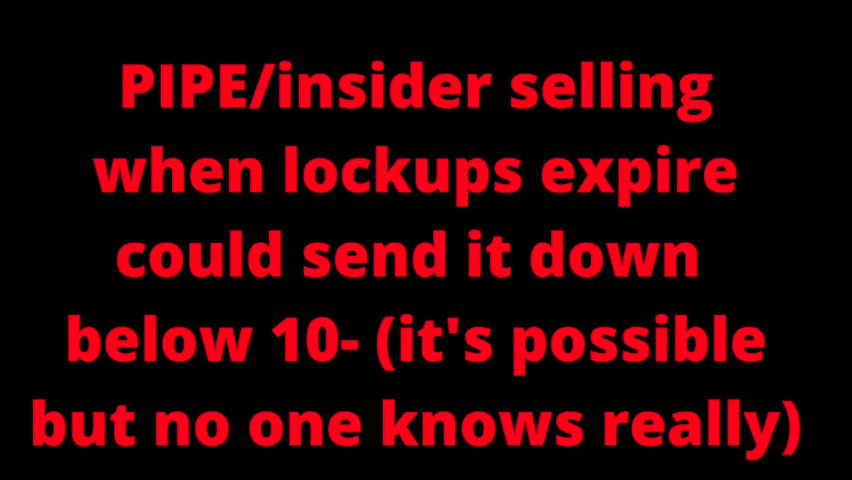 PIPE/insider selling
when lockups expire
could send it down
below 10- (it's possible
but no one knows really)